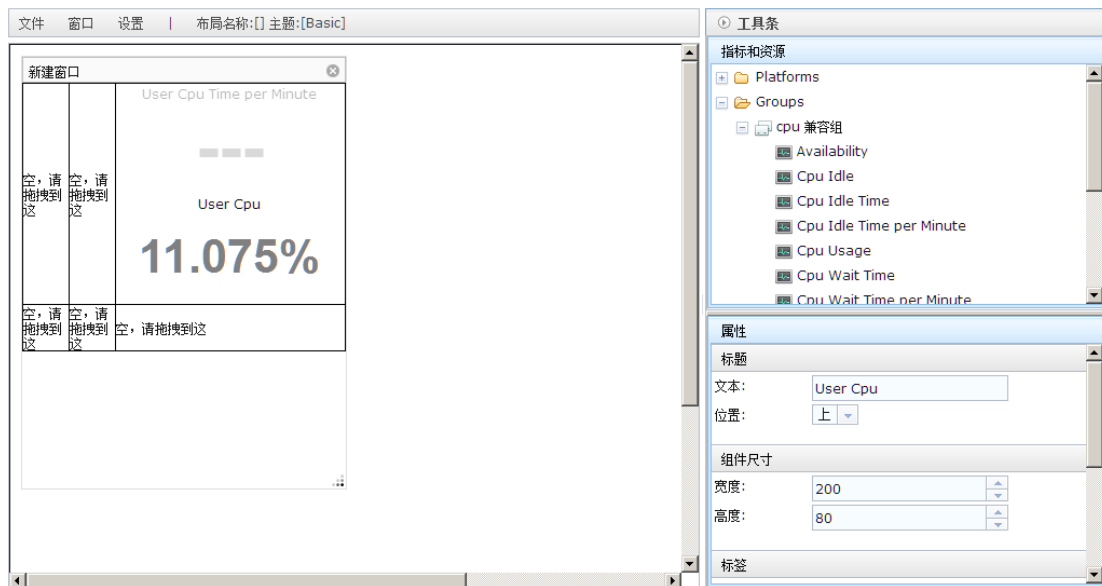 文件 窗口 设置 | 布局名称:[] 主题:[Basic]
新建窗口
User Cpu Time per Minute
---
空，请
拖拽到
这
空，请
拖拽到
这
User Cpu
11.075%
空，请
拖拽到
这
空，请
拖拽到
这
空，请拖拽到这
工具条
指标和资源
Platforms
Groups
cpu 兼容组
Availability
Cpu Idle
Cpu Idle Time
Cpu Idle Time per Minute
Cpu Usage
Cpu Wait Time
Cpu Wait Time per Minute
属性
标题
文本: User Cpu
位置: 上
组件尺寸
宽度: 200
高度: 80
标签